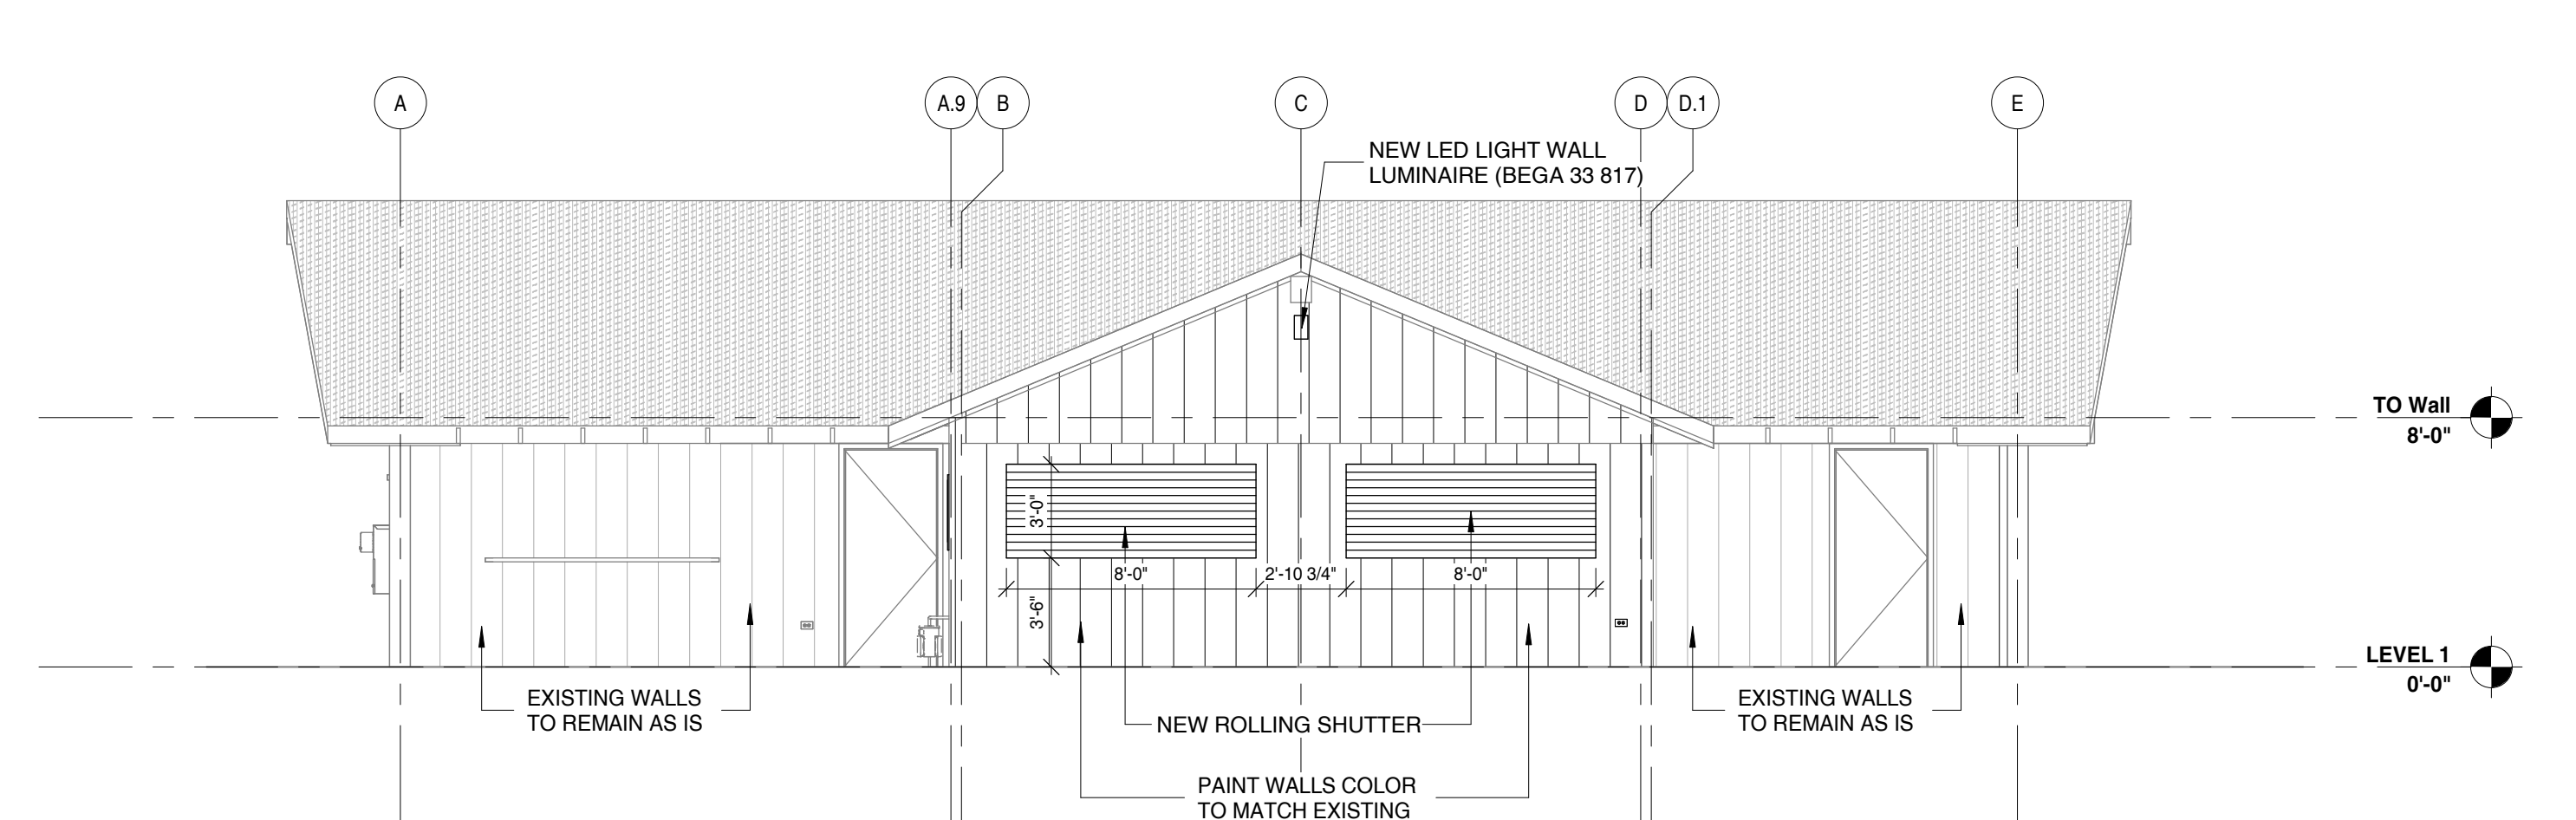 A
A.9
B
C
D
D.1
E
NEW LED LIGHT WALL
LUMINAIRE (BEGA 33 817)
TO Wall
8'-0"
3'-0"
8'-0"
2'-10 3/4"
8'-0"
3'-6"
LEVEL 1
0'-0"
EXISTING WALLS
TO REMAIN AS IS
NEW ROLLING SHUTTER
EXISTING WALLS
TO REMAIN AS IS
PAINT WALLS COLOR
TO MATCH EXISTING